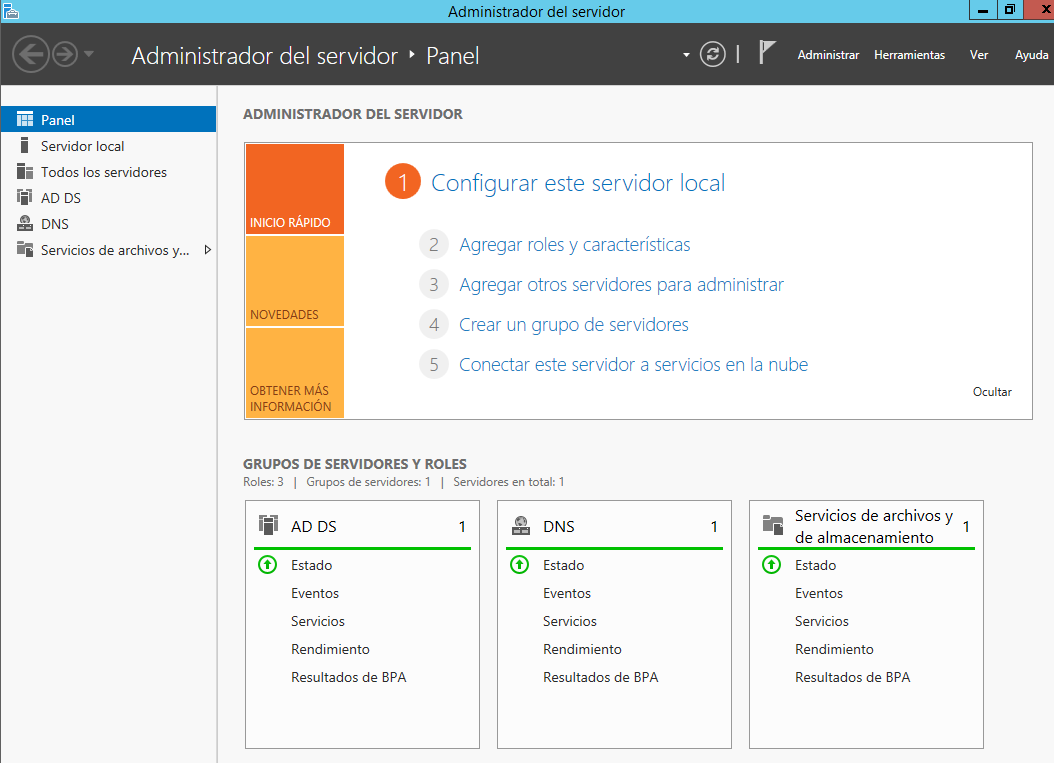 Administrador del servidor
Administrador del servidor ‣ Panel
Administrar Herramientas Ver Ayuda
Panel
Servidor local
Todos los servidores
AD DS
DNS
Servicios de archivos y...
ADMINISTRADOR DEL SERVIDOR
INICIO RÁPIDO
NOVEDADES
OBTENER MÁS
INFORMACIÓN
1 Configurar este servidor local
2 Agregar roles y características
3 Agregar otros servidores para administrar
4 Crear un grupo de servidores
5 Conectar este servidor a servicios en la nube
Ocultar
GRUPOS DE SERVIDORES Y ROLES
Roles: 3 | Grupos de servidores: 1 | Servidores en total: 1
AD DS 1
Estado
Eventos
Servicios
Rendimiento
Resultados de BPA
DNS 1
Estado
Eventos
Servicios
Rendimiento
Resultados de BPA
Servicios de archivos y
de almacenamiento 1
Estado
Eventos
Servicios
Rendimiento
Resultados de BPA